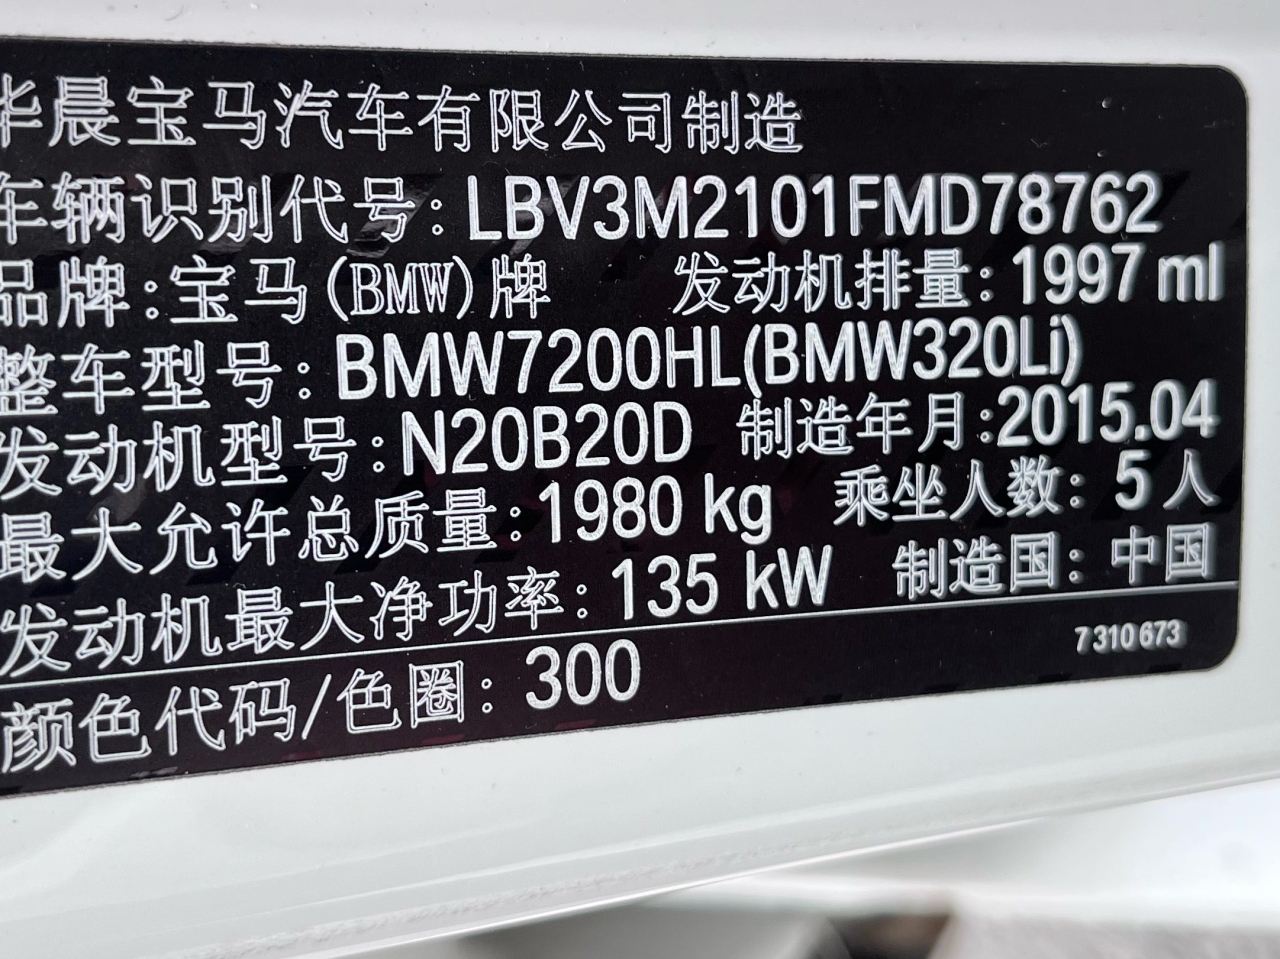 华晨宝马汽车有限公司制造
车辆识别代号: LBV3M2101FMD78762
品牌:宝马(BMW)牌 发动机排量: 1997 ml
整车型号: BMW7200HL(BMW320Li)
发动机型号:N20B20D 制造年月:2015.04
最大允许总质量:1980 kg 乘坐人数: 5 人
发动机最大净功率: 135 kW 制造国: 中国
颜色代码/色圈: 300 7 310 673